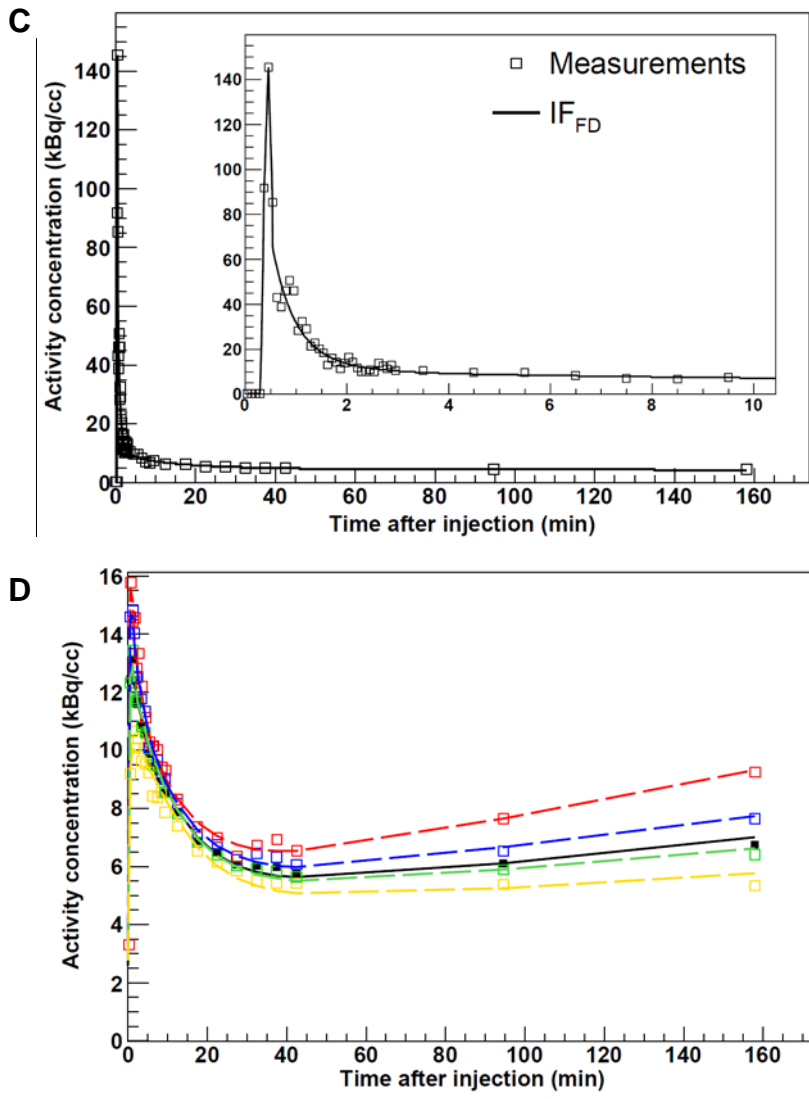 C
Activity concentration (kBq/cc)
140
120
100
80
60
40
20
0
0 20 40 60 80 100 120 140 160
Time after injection (min)
140
120
100
80
60
40
20
0
0 2 4 6 8 10
Measurements
IF_FD
D
Activity concentration (kBq/cc)
16
14
12
10
8
6
4
2
0
0 20 40 60 80 100 120 140 160
Time after injection (min)